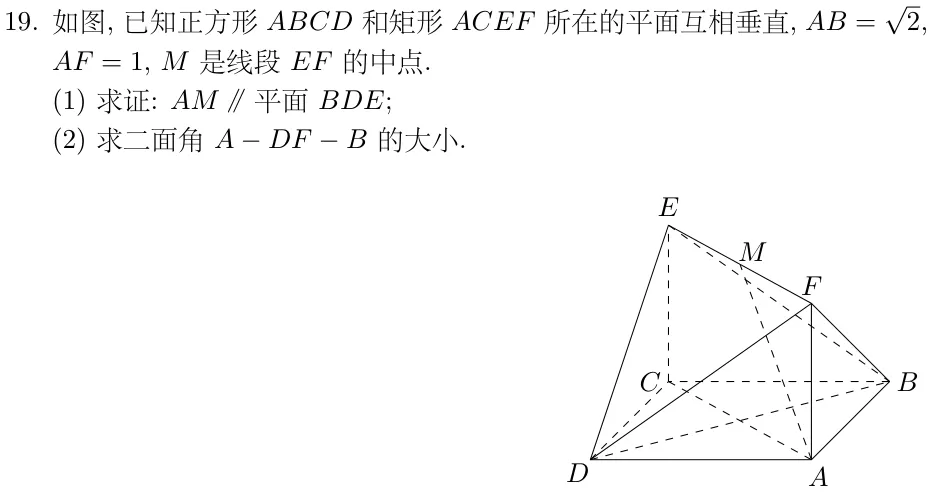 19. 如图, 已知正方形 ABCD 和矩形 ACEF 所在的平面互相垂直, AB = √2,
AF = 1, M 是线段 EF 的中点.
(1) 求证: AM ∥ 平面 BDE;
(2) 求二面角 A − DF − B 的大小.
E
M
F
C
B
D
A